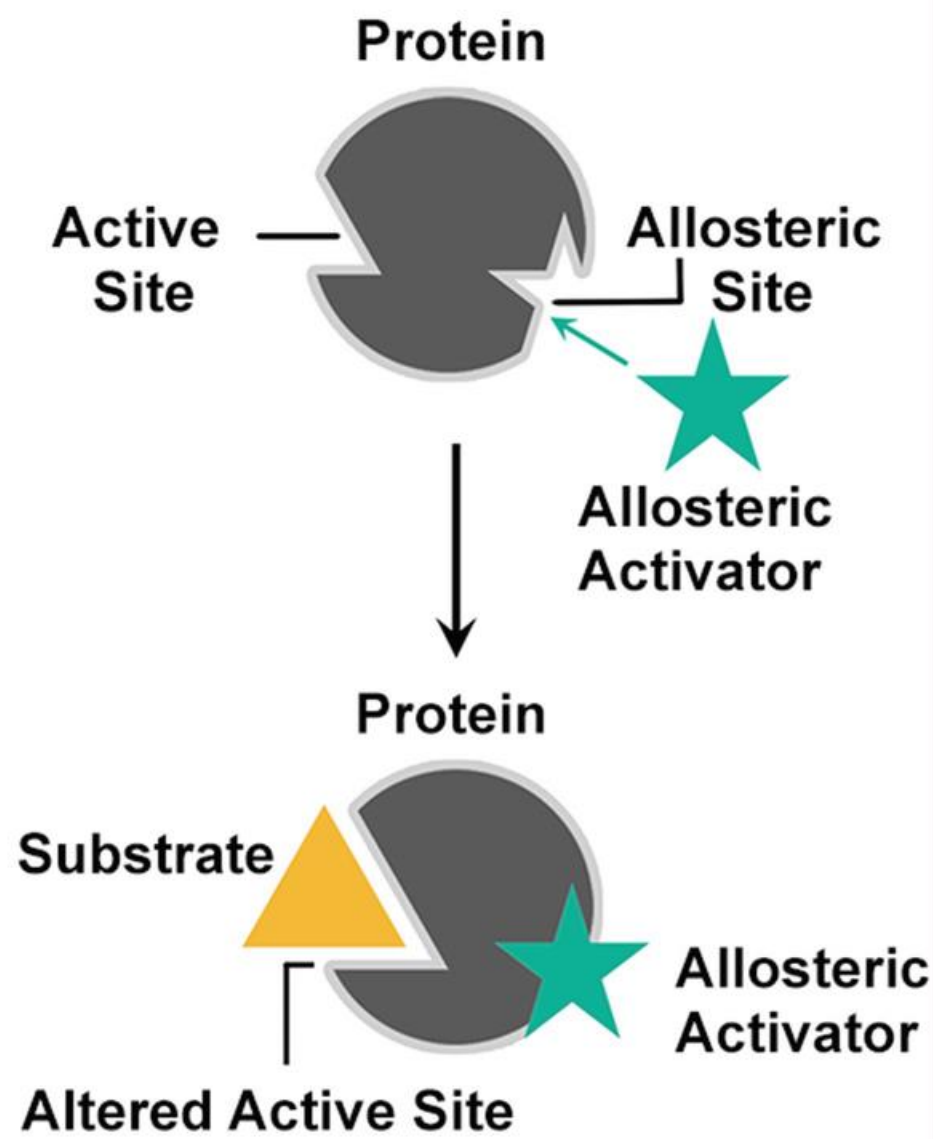 Protein
Active
Site
Allosteric
Site
Allosteric
Activator
Protein
Substrate
Allosteric
Activator
Altered Active Site